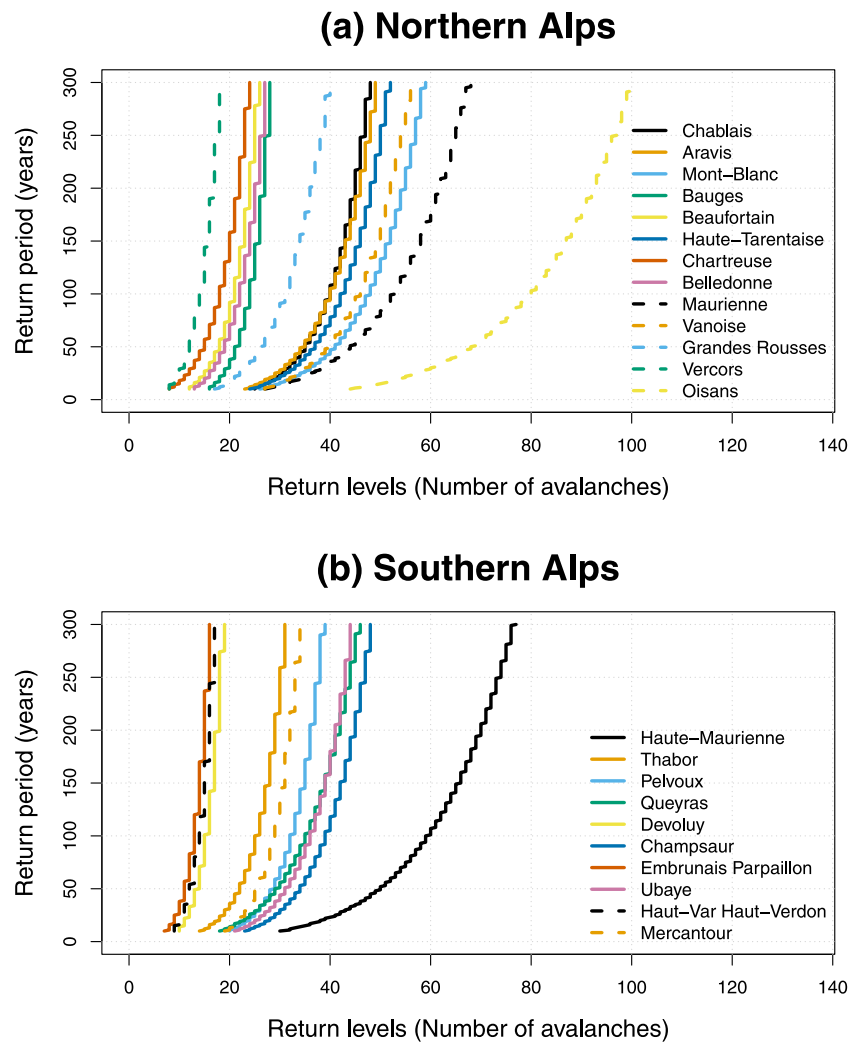 (a) Northern Alps
Return period (years)
300
250
200
150
100
50
0
Chablais
Aravis
Mont−Blanc
Bauges
Beaufortain
Haute−Tarentaise
Chartreuse
Belledonne
Maurienne
Vanoise
Grandes Rousses
Vercors
Oisans
0 20 40 60 80 100 120 140
Return levels (Number of avalanches)
(b) Southern Alps
Return period (years)
300
250
200
150
100
50
0
Haute−Maurienne
Thabor
Pelvoux
Queyras
Devoluy
Champsaur
Embrunais Parpaillon
Ubaye
Haut−Var Haut−Verdon
Mercantour
0 20 40 60 80 100 120 140
Return levels (Number of avalanches)